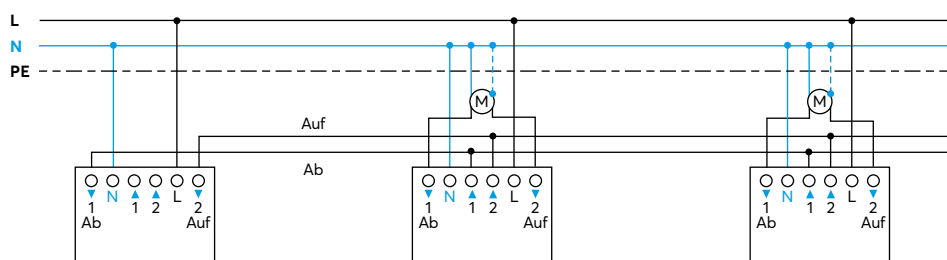 L
N
PE
M M
Auf
Ab
▼ N ▲ ▲ L ▼ ▼ N ▲ ▲ L ▼ ▼ N ▲ ▲ L ▼
1 1 2 2 1 1 2 2 1 1 2 2
Ab Auf Ab Auf Ab Auf